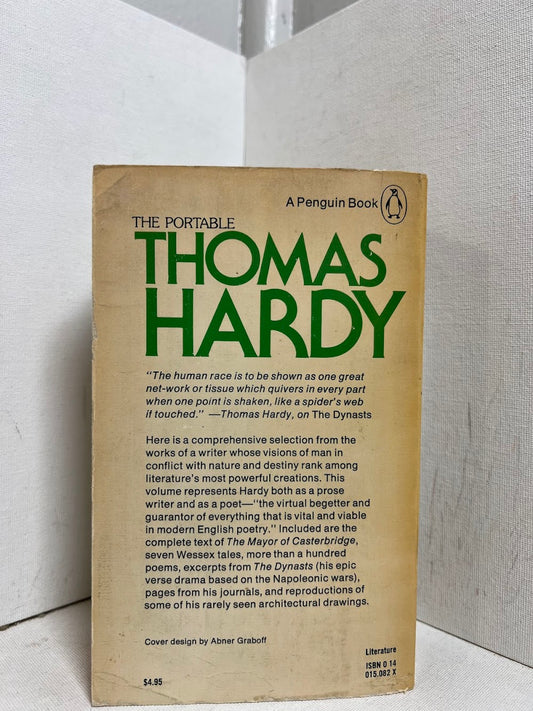 A Penguin Book
THE PORTABLE
THOMAS
HARDY
"The human race is to be shown as one great
net-work or tissue which quivers in every part
when one point is shaken, like a spider's web
if touched." —Thomas Hardy, on The Dynasts
Here is a comprehensive selection from the
works of a writer whose visions of man in
conflict with nature and destiny rank among
literature's most powerful creations. This
volume represents Hardy both as a prose
writer and as a poet—"the virtual begetter and
guarantor of everything that is vital and viable
in modern English poetry." Included are the
complete text of The Mayor of Casterbridge,
seven Wessex tales, more than a hundred
poems, excerpts from The Dynasts (his epic
verse drama based on the Napoleonic wars),
pages from his journals, and reproductions of
some of his rarely seen architectural drawings.
Cover design by Abner Graboff
Literature
ISBN 0 14
015.082 X
$4.95